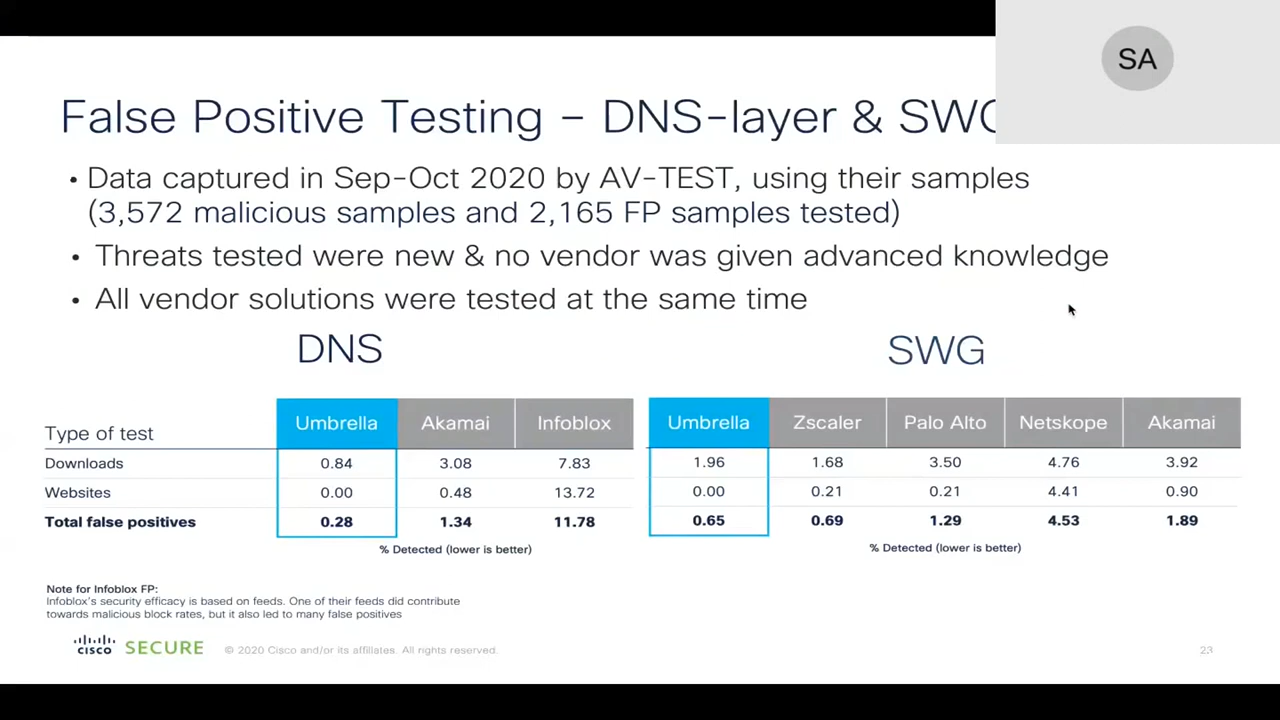 SA
False Positive Testing – DNS-layer & SW
• Data captured in Sep-Oct 2020 by AV-TEST, using their samples
(3,572 malicious samples and 2,165 FP samples tested)
• Threats tested were new & no vendor was given advanced knowledge
• All vendor solutions were tested at the same time
DNS
Type of test Umbrella Akamai Infoblox
Downloads 0.84 3.08 7.83
Websites 0.00 0.48 13.72
Total false positives 0.28 1.34 11.78
% Detected (lower is better)
SWG
Umbrella Zscaler Palo Alto Netskope Akamai
1.96 1.68 3.50 4.76 3.92
0.00 0.21 0.21 4.41 0.90
0.65 0.69 1.29 4.53 1.89
% Detected (lower is better)
Note for Infoblox FP:
Infoblox's security efficacy is based on feeds. One of their feeds did contribute
towards malicious block rates, but it also led to many false positives
cisco SECURE © 2020 Cisco and/or its affiliates. All rights reserved. 23